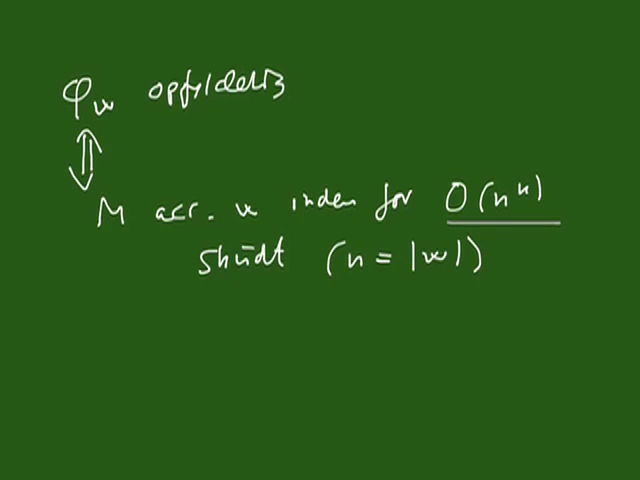 φw opfyldelig
⇕
M acc. w inden for O(n^k)
skridt (n = |w|)